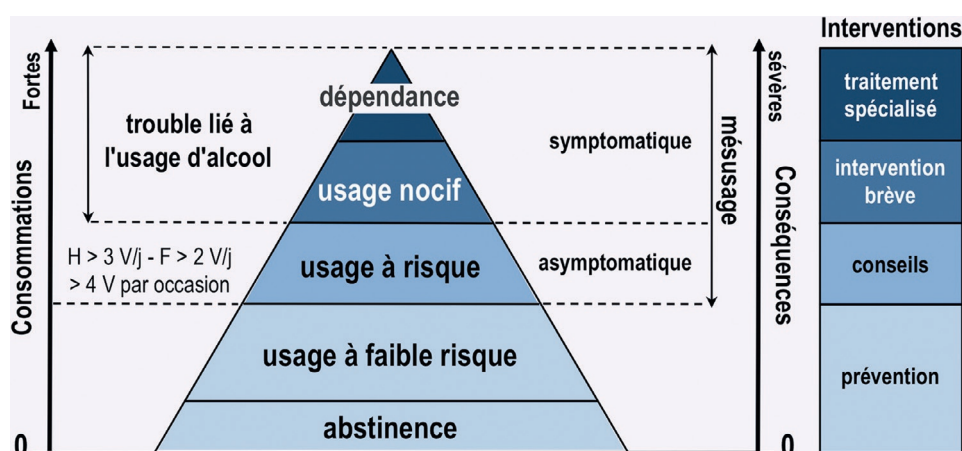 Interventions
Fortes
sévères
dépendance
traitement
spécialisé
trouble lié à
l'usage d'alcool
symptomatique
mésusage
usage nocif
intervention
brève
Consommations
Conséquences
H > 3 V/j - F > 2 V/j
> 4 V par occasion
usage à risque
asymptomatique
conseils
usage à faible risque
prévention
abstinence
0
0